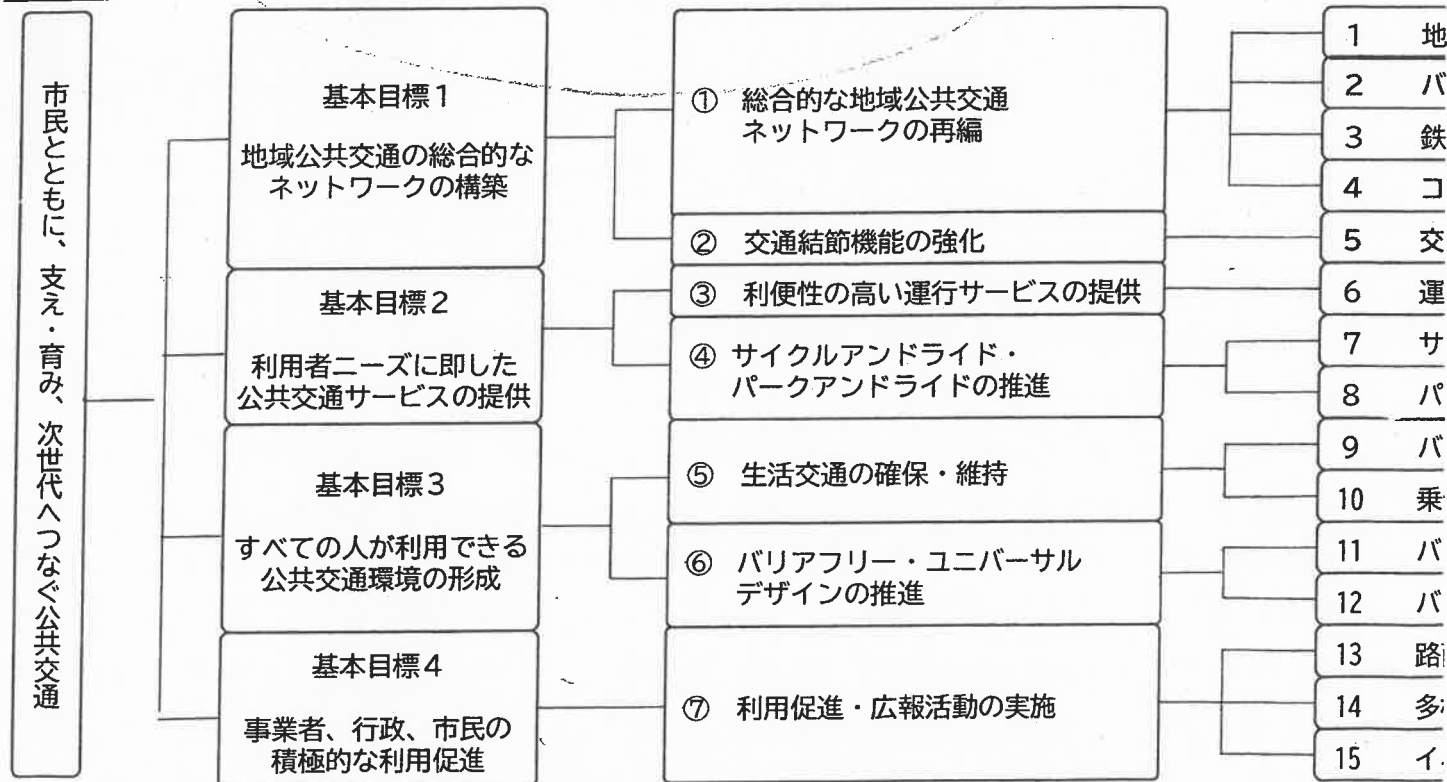 市民とともに、支え・育み、次世代へつなぐ公共交通
基本目標1
地域公共交通の総合的な
ネットワークの構築
基本目標2
利用者ニーズに即した
公共交通サービスの提供
基本目標3
すべての人が利用できる
公共交通環境の形成
基本目標4
事業者、行政、市民の
積極的な利用促進
① 総合的な地域公共交通
ネットワークの再編
② 交通結節機能の強化
③ 利便性の高い運行サービスの提供
④ サイクルアンドライド・
パークアンドライドの推進
⑤ 生活交通の確保・維持
⑥ バリアフリー・ユニバーサル
デザインの推進
⑦ 利用促進・広報活動の実施
1 地
2 バ
3 鉄
4 コ
5 交
6 運
7 サ
8 パ
9 バ
10 乗
11 バ
12 バ
13 路
14 多
15 イ